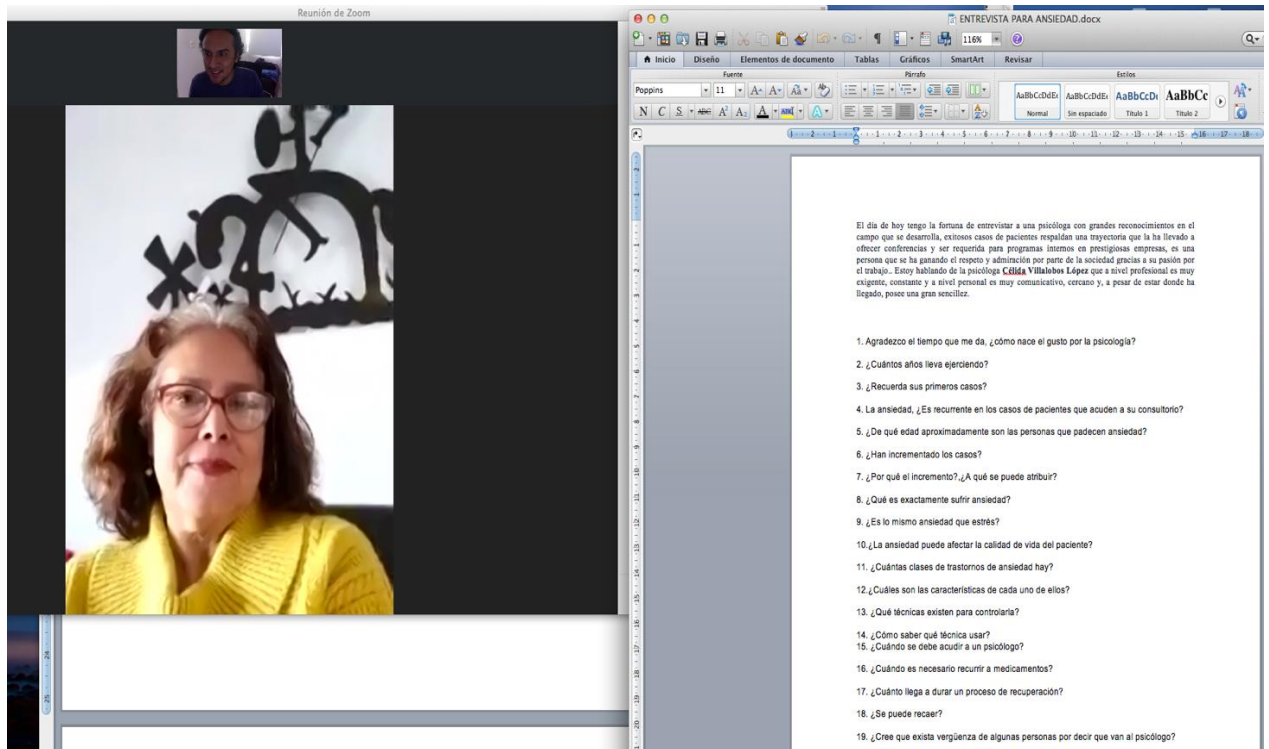 Reunión de Zoom
ENTREVISTA PARA ANSIEDAD.docx
116%
Inicio Diseño Elementos de documento Tablas Gráficos SmartArt Revisar
Fuente Párrafo Estilos
Poppins 11
N C S ABC
AaBbCcDdEe AaBbCcDdEe AaBbCcDc AaBbCc
Normal Sin espaciado Título 1 Título 2
El día de hoy tengo la fortuna de entrevistar a una psicóloga con grandes reconocimientos en el
campo que se desarrolla, exitosos casos de pacientes respaldan una trayectoria que la ha llevado a
ofrecer conferencias y ser requerida para programas internos en prestigiosas empresas, es una
persona que se ha ganando el respeto y admiración por parte de la sociedad gracias a su pasión por
el trabajo.. Estoy hablando de la psicóloga Célida Villalobos López que a nivel profesional es muy
exigente, constante y a nivel personal es muy comunicativo, cercano y, a pesar de estar donde ha
llegado, posee una gran sencillez.
1. Agradezco el tiempo que me da, ¿cómo nace el gusto por la psicología?
2. ¿Cuántos años lleva ejerciendo?
3. ¿Recuerda sus primeros casos?
4. La ansiedad, ¿Es recurrente en los casos de pacientes que acuden a su consultorio?
5. ¿De qué edad aproximadamente son las personas que padecen ansiedad?
6. ¿Han incrementado los casos?
7. ¿Por qué el incremento?,¿A qué se puede atribuir?
8. ¿Qué es exactamente sufrir ansiedad?
9. ¿Es lo mismo ansiedad que estrés?
10.¿La ansiedad puede afectar la calidad de vida del paciente?
11. ¿Cuántas clases de trastornos de ansiedad hay?
12.¿Cuáles son las características de cada uno de ellos?
13. ¿Qué técnicas existen para controlarla?
14. ¿Cómo saber qué técnica usar?
15. ¿Cuándo se debe acudir a un psicólogo?
16. ¿Cuándo es necesario recurrir a medicamentos?
17. ¿Cuánto llega a durar un proceso de recuperación?
18. ¿Se puede recaer?
19. ¿Cree que exista vergüenza de algunas personas por decir que van al psicólogo?